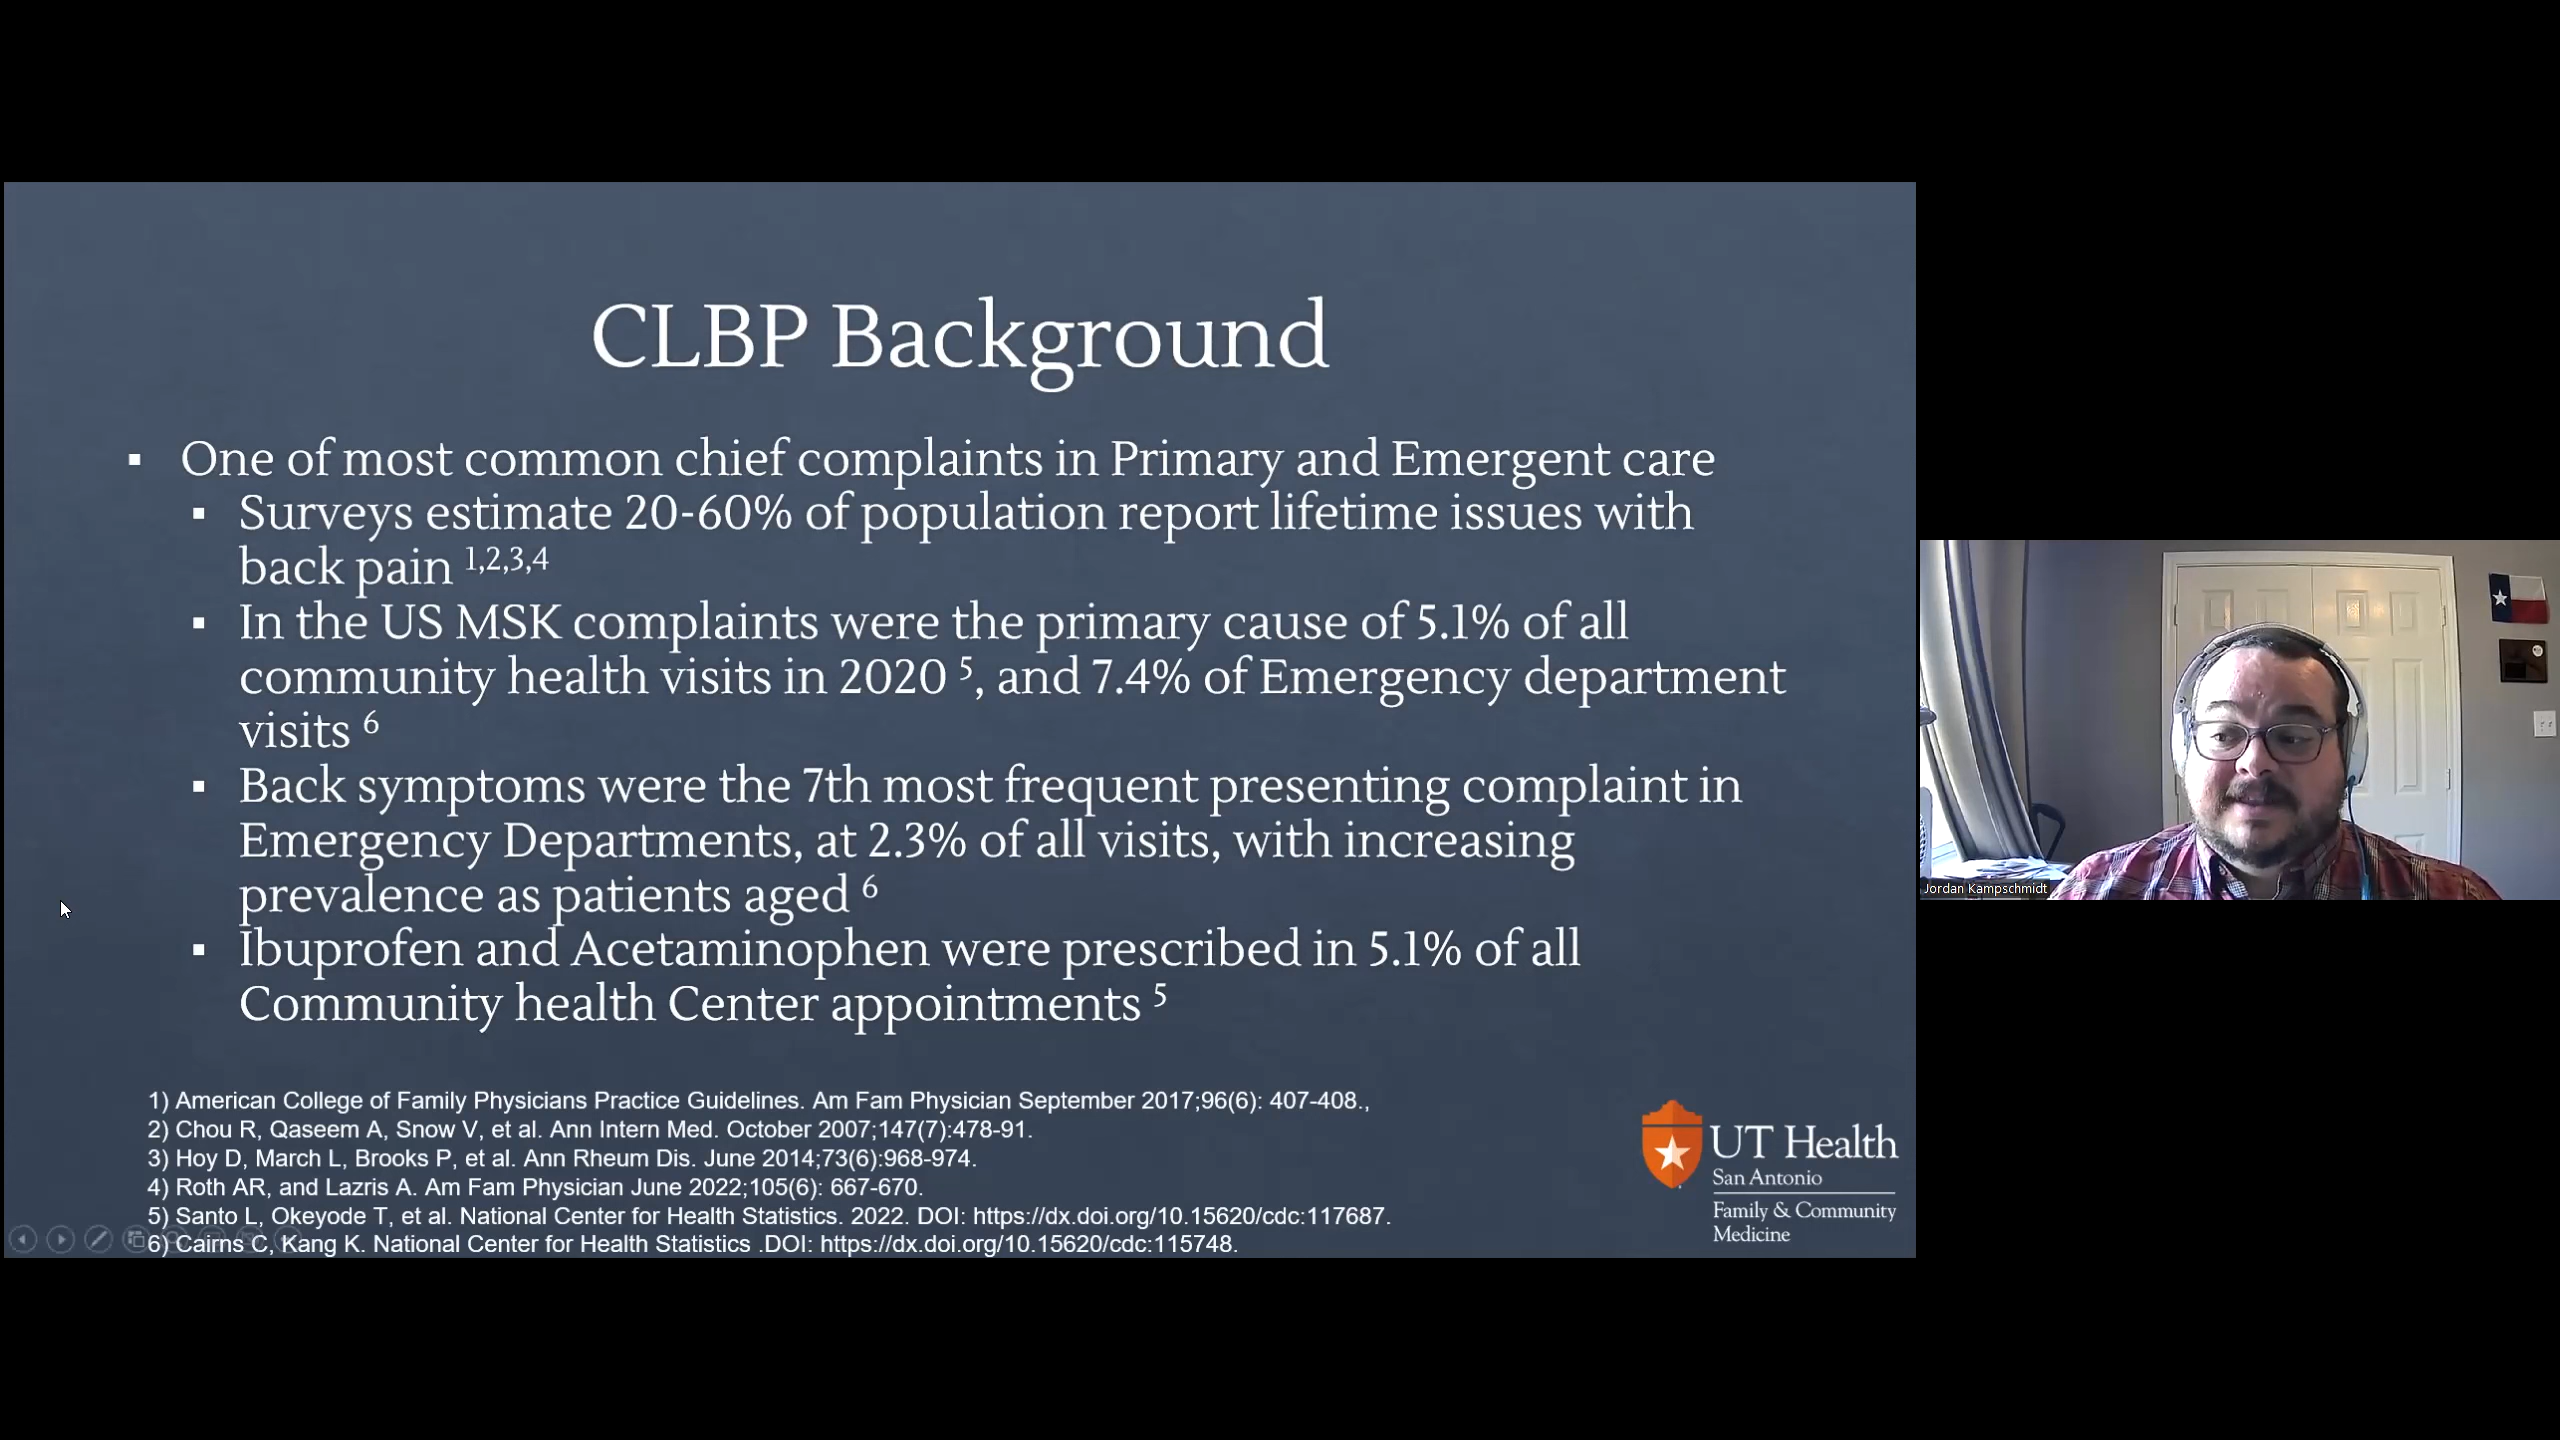 CLBP Background
▪ One of most common chief complaints in Primary and Emergent care
▪ Surveys estimate 20-60% of population report lifetime issues with
back pain 1,2,3,4
▪ In the US MSK complaints were the primary cause of 5.1% of all
community health visits in 2020 5, and 7.4% of Emergency department
visits 6
▪ Back symptoms were the 7th most frequent presenting complaint in
Emergency Departments, at 2.3% of all visits, with increasing
prevalence as patients aged 6
▪ Ibuprofen and Acetaminophen were prescribed in 5.1% of all
Community health Center appointments 5
1) American College of Family Physicians Practice Guidelines. Am Fam Physician September 2017;96(6): 407-408.,
2) Chou R, Qaseem A, Snow V, et al. Ann Intern Med. October 2007;147(7):478-91.
3) Hoy D, March L, Brooks P, et al. Ann Rheum Dis. June 2014;73(6):968-974.
4) Roth AR, and Lazris A. Am Fam Physician June 2022;105(6): 667-670.
5) Santo L, Okeyode T, et al. National Center for Health Statistics. 2022. DOI: https://dx.doi.org/10.15620/cdc:117687.
6) Cairns C, Kang K. National Center for Health Statistics .DOI: https://dx.doi.org/10.15620/cdc:115748.
UT Health
San Antonio
Family & Community
Medicine
Jordan Kampschmidt